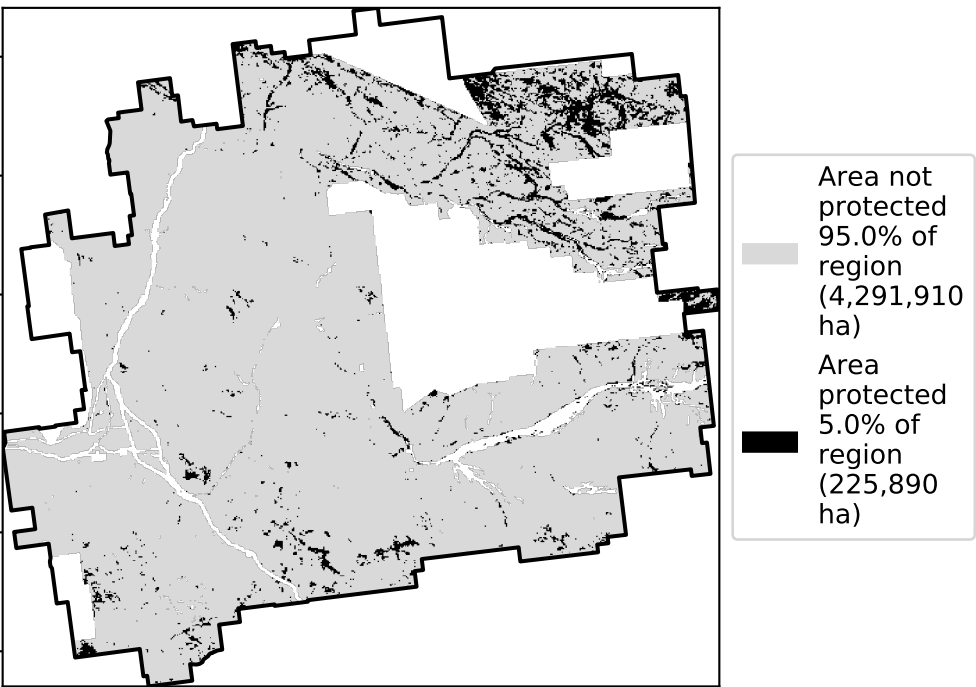 Area not
protected
95.0% of
region
(4,291,910
ha)
Area
protected
5.0% of
region
(225,890
ha)